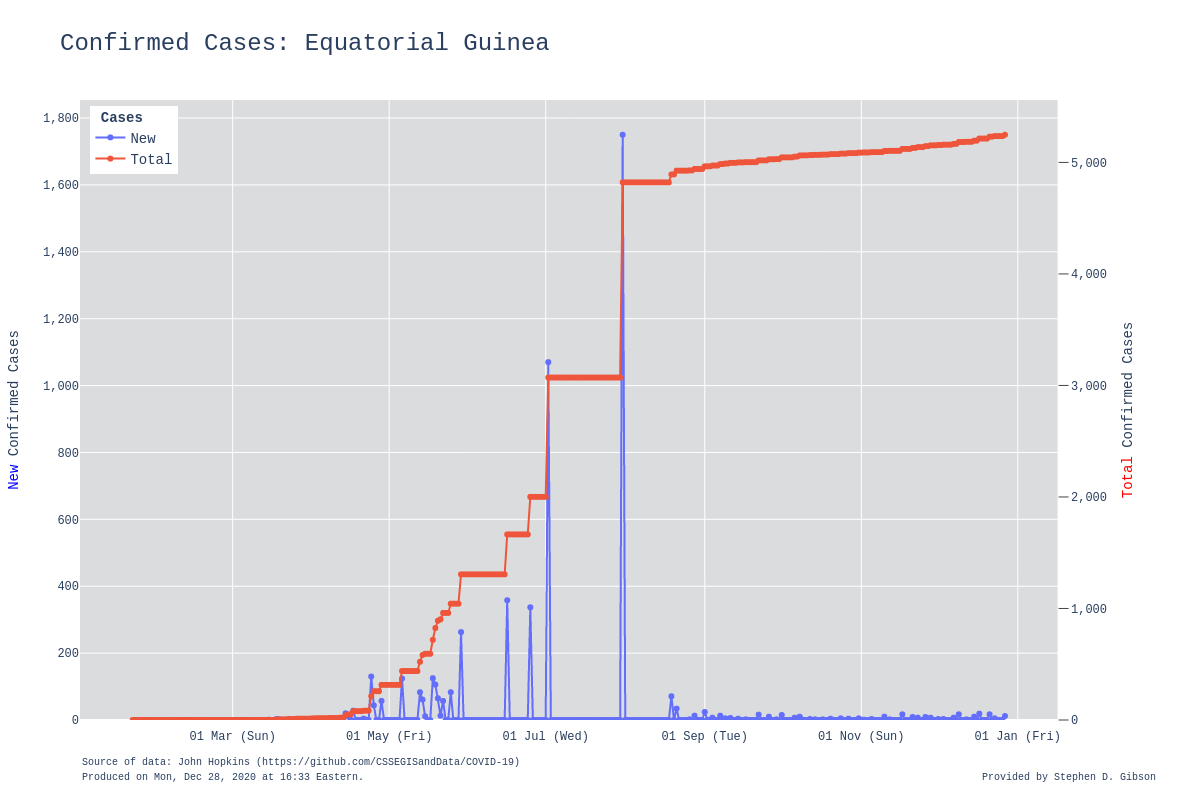 Confirmed Cases: Equatorial Guinea
Cases
New
Total
1,800
1,600
1,400
1,200
1,000
800
600
400
200
0
New Confirmed Cases
5,000
4,000
3,000
2,000
1,000
0
Total Confirmed Cases
01 Mar (Sun)
01 May (Fri)
01 Jul (Wed)
01 Sep (Tue)
01 Nov (Sun)
01 Jan (Fri)
Source of data: John Hopkins (https://github.com/CSSEGISandData/COVID-19)
Produced on Mon, Dec 28, 2020 at 16:33 Eastern.
Provided by Stephen D. Gibson